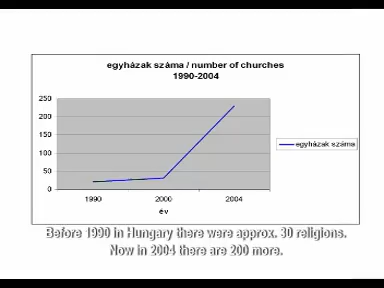 egyházak száma / number of churches
1990-2004
250
200
150
100
50
0
1990 2000 2004
év
egyházak száma
Before 1990 in Hungary there were approx. 30 religions.
Now in 2004 there are 200 more.